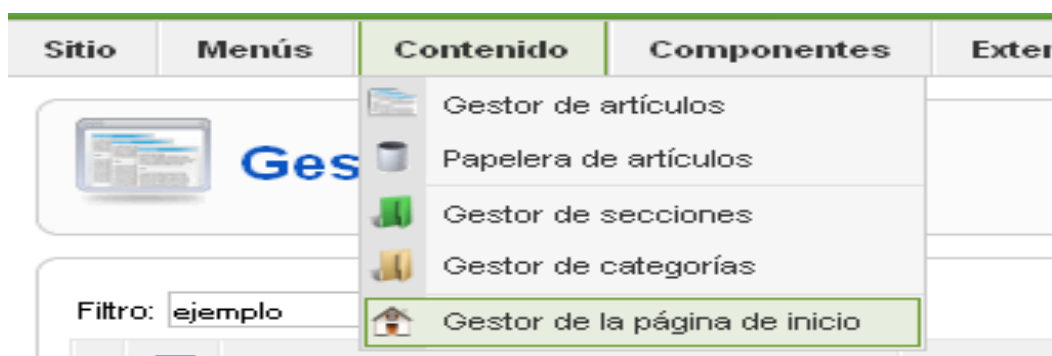 Sitio Menús Contenido Componentes Exter
Gestor de artículos
Ges
Papelera de artículos
Gestor de secciones
Gestor de categorías
Filtro: ejemplo
Gestor de la página de inicio